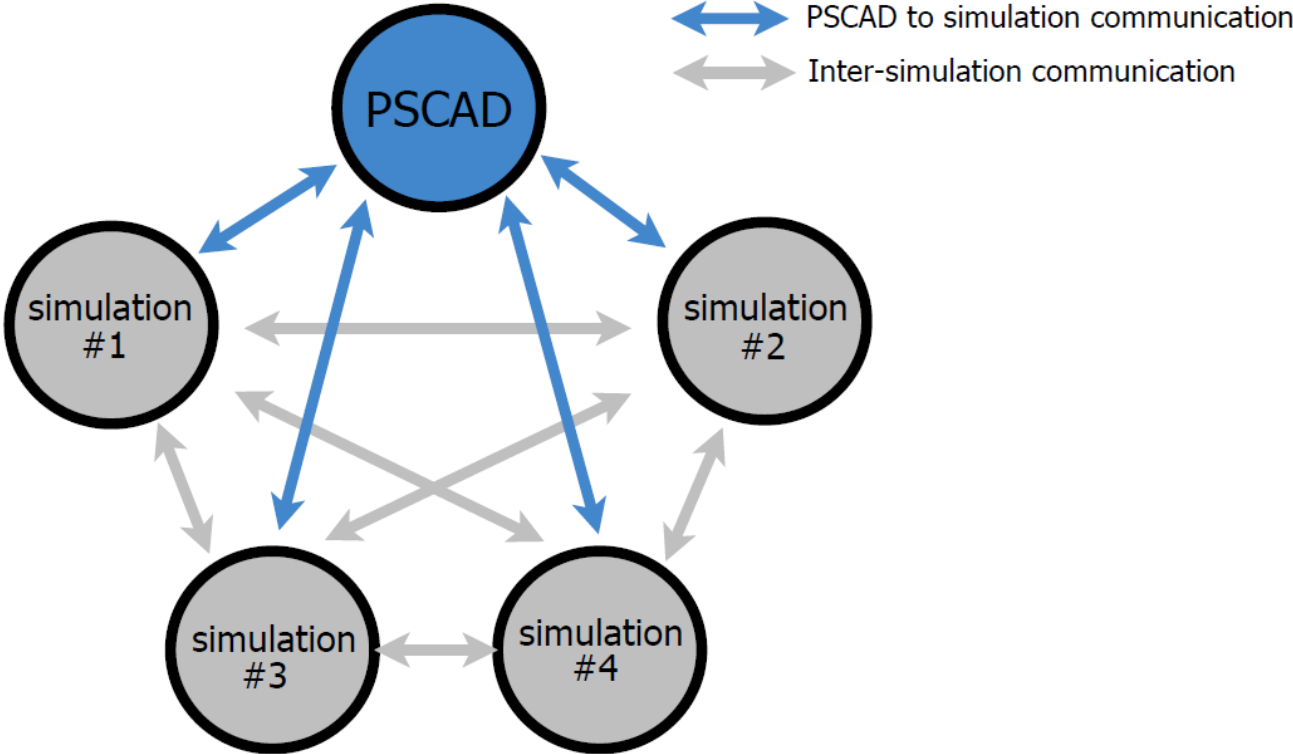 PSCAD to simulation communication
Inter-simulation communication
PSCAD
simulation
#1
simulation
#2
simulation
#3
simulation
#4